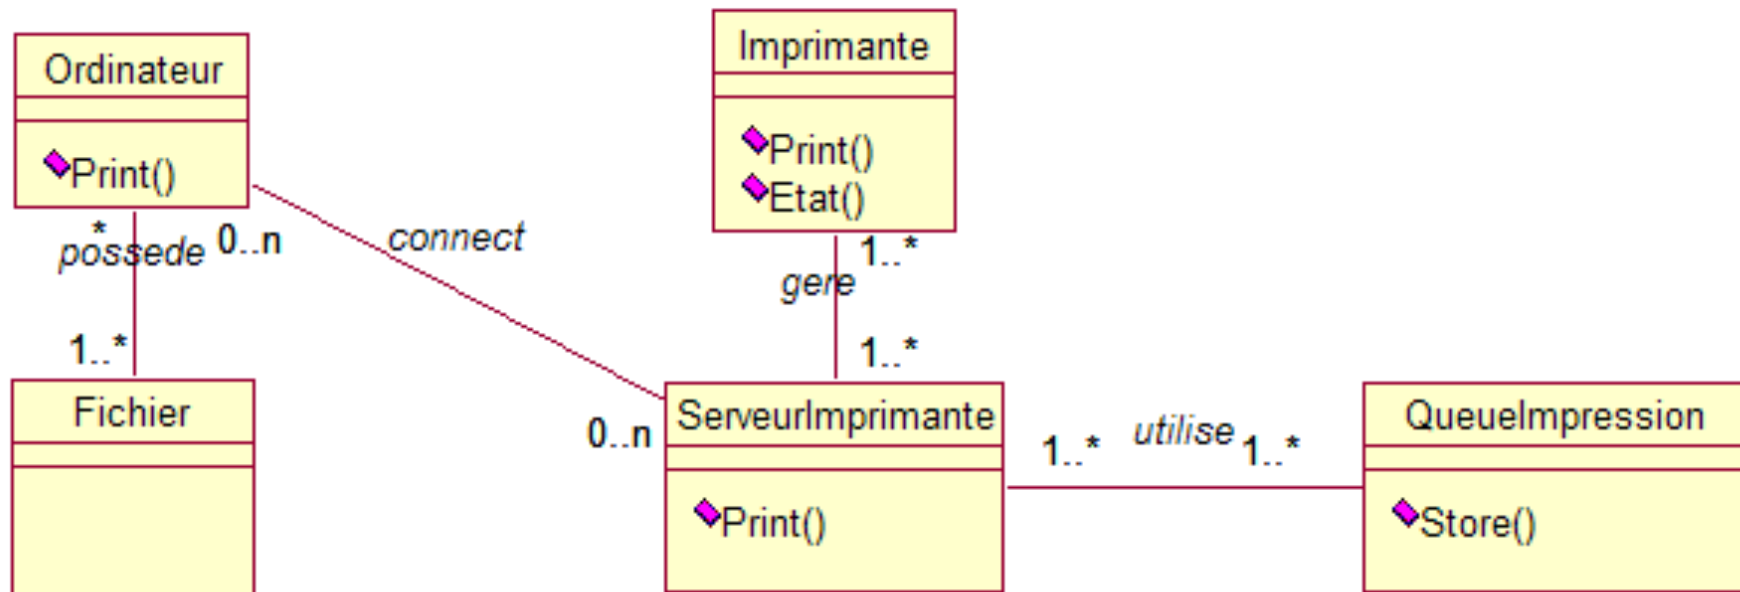 Ordinateur
Print()
Imprimante
Print()
Etat()
*
possede
0..n
connect
1..*
gere
1..*
1..*
Fichier
0..n
ServeurImprimante
Print()
1..*
utilise
1..*
QueueImpression
Store()